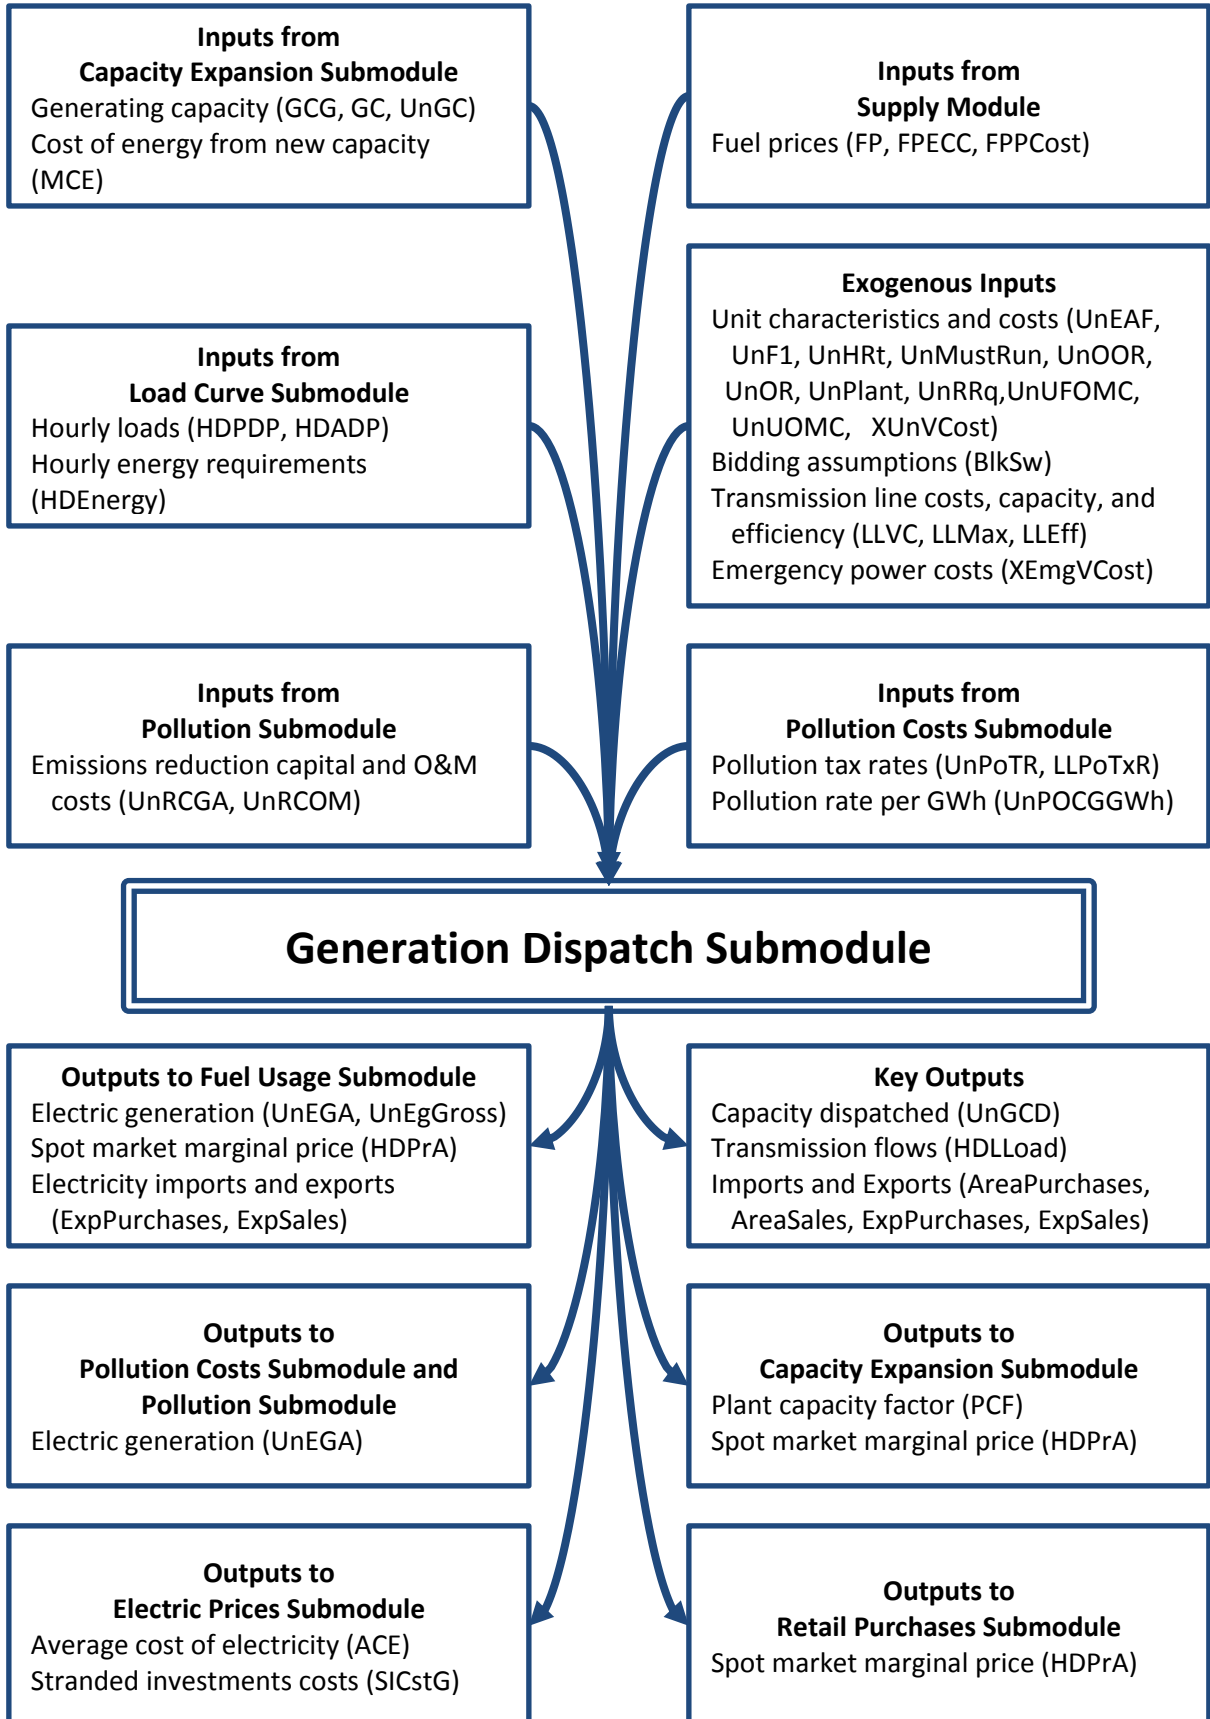 Inputs from
Capacity Expansion Submodule
Generating capacity (GCG, GC, UnGC)
Cost of energy from new capacity
(MCE)
Inputs from
Supply Module
Fuel prices (FP, FPECC, FPPCost)
Inputs from
Load Curve Submodule
Hourly loads (HDPDP, HDADP)
Hourly energy requirements
(HDEnergy)
Exogenous Inputs
Unit characteristics and costs (UnEAF,
UnF1, UnHRt, UnMustRun, UnOOR,
UnOR, UnPlant, UnRRq,UnUFOMC,
UnUOMC, XUnVCost)
Bidding assumptions (BlkSw)
Transmission line costs, capacity, and
efficiency (LLVC, LLMax, LLEff)
Emergency power costs (XEmgVCost)
Inputs from
Pollution Submodule
Emissions reduction capital and O&M
costs (UnRCGA, UnRCOM)
Inputs from
Pollution Costs Submodule
Pollution tax rates (UnPoTR, LLPoTxR)
Pollution rate per GWh (UnPOCGGWh)
Generation Dispatch Submodule
Outputs to Fuel Usage Submodule
Electric generation (UnEGA, UnEgGross)
Spot market marginal price (HDPrA)
Electricity imports and exports
(ExpPurchases, ExpSales)
Key Outputs
Capacity dispatched (UnGCD)
Transmission flows (HDLLoad)
Imports and Exports (AreaPurchases,
AreaSales, ExpPurchases, ExpSales)
Outputs to
Pollution Costs Submodule and
Pollution Submodule
Electric generation (UnEGA)
Outputs to
Capacity Expansion Submodule
Plant capacity factor (PCF)
Spot market marginal price (HDPrA)
Outputs to
Electric Prices Submodule
Average cost of electricity (ACE)
Stranded investments costs (SICstG)
Outputs to
Retail Purchases Submodule
Spot market marginal price (HDPrA)